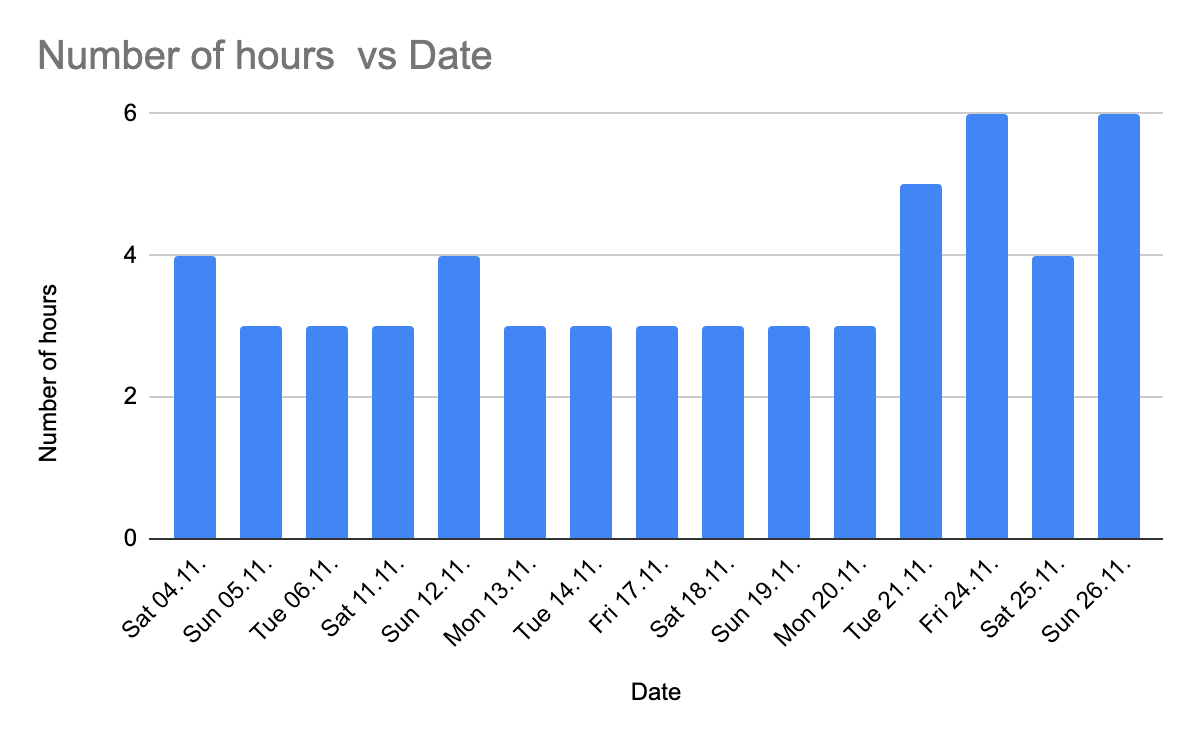 Number of hours  vs Date
6
4
2
0
Number of hours
Sat 04.11.
Sun 05.11.
Tue 06.11.
Sat 11.11.
Sun 12.11.
Mon 13.11.
Tue 14.11.
Fri 17.11.
Sat 18.11.
Sun 19.11.
Mon 20.11.
Tue 21.11.
Fri 24.11.
Sat 25.11.
Sun 26.11.
Date